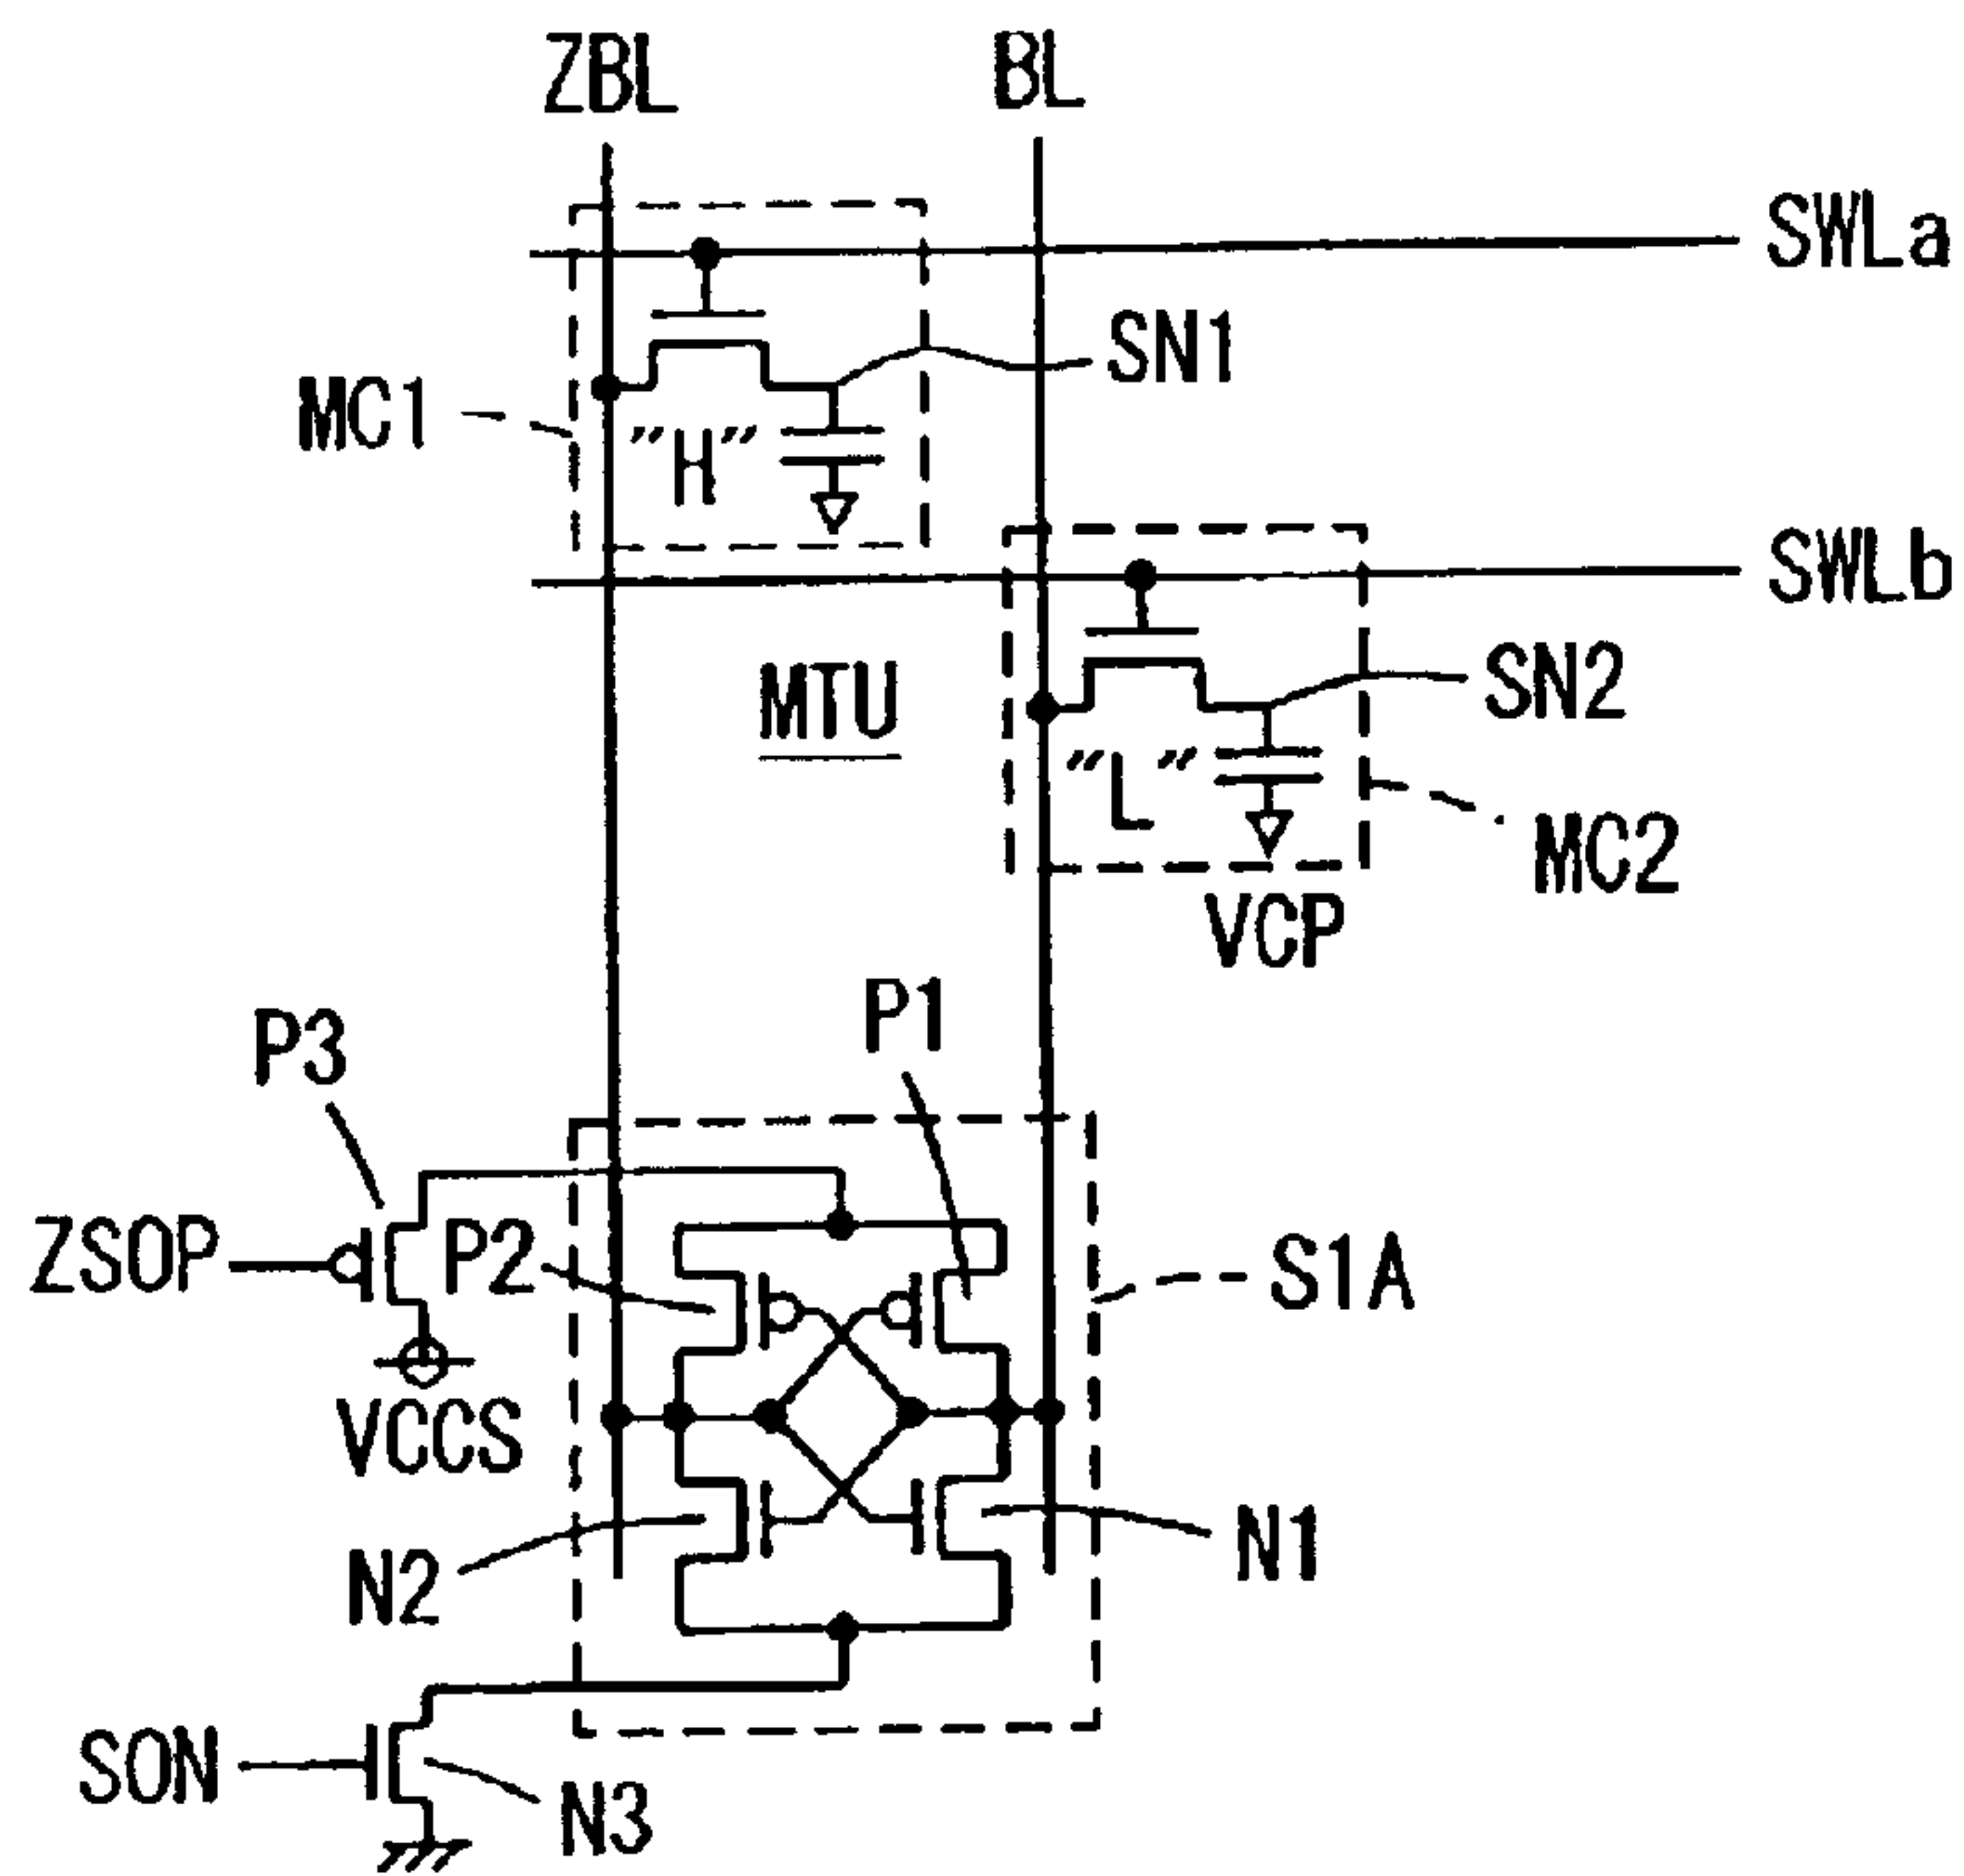 ZBL
BL
SWLa
SN1
MC1
"H"
SWLb
MTU
SN2
"L"
MC2
VCP
P1
P3
ZSOP
P2
S1A
VCCS
N2
N1
SON
N3